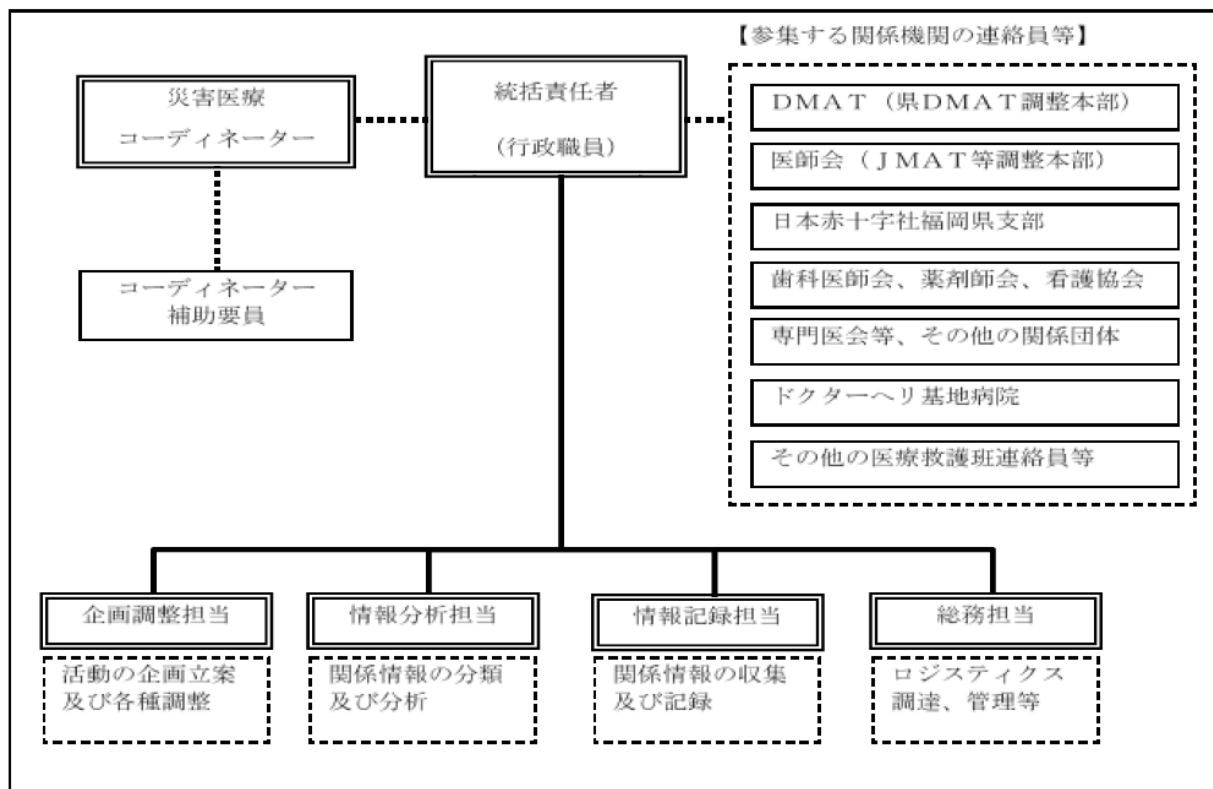 【参集する関係機関の連絡員等】
災害医療
コーディネーター
統括責任者
（行政職員）
ＤＭＡＴ（県ＤＭＡＴ調整本部）
医師会（ＪＭＡＴ等調整本部）
日本赤十字社福岡県支部
歯科医師会、薬剤師会、看護協会
専門医会等、その他の関係団体
ドクターヘリ基地病院
その他の医療救護班連絡員等
コーディネーター
補助要員
企画調整担当
活動の企画立案
及び各種調整
情報分析担当
関係情報の分類
及び分析
情報記録担当
関係情報の収集
及び記録
総務担当
ロジスティクス
調達、管理等